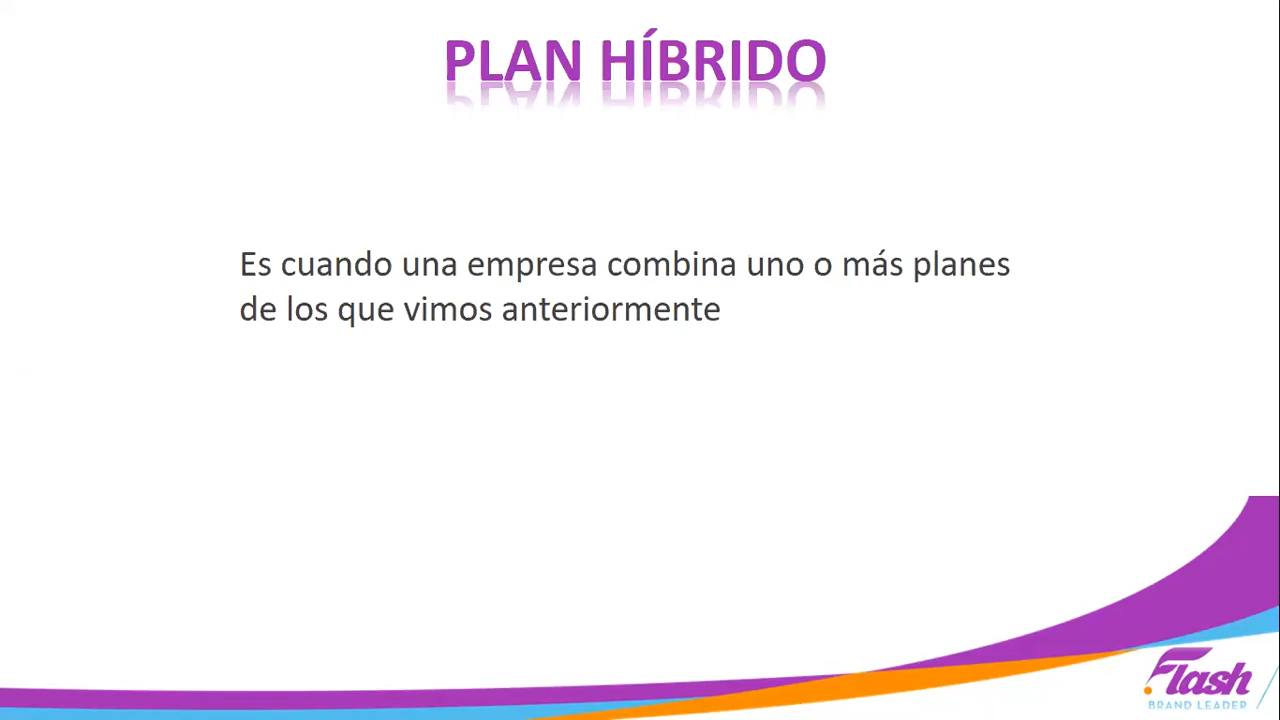 PLAN HÍBRIDO
Es cuando una empresa combina uno o más planes
de los que vimos anteriormente
Flash
BRAND LEADER